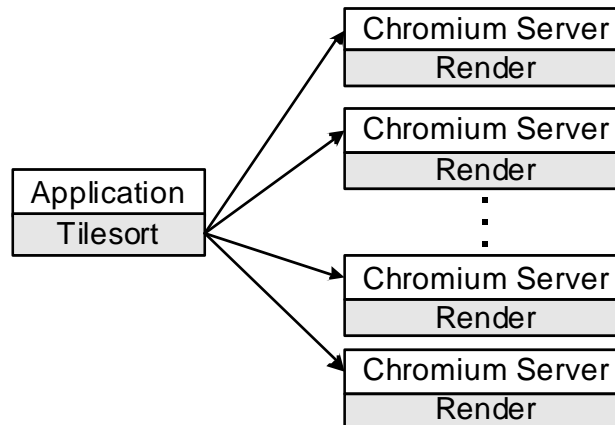 Chromium Server
Render
Chromium Server
Render
Application
Tilesort
Chromium Server
Render
Chromium Server
Render